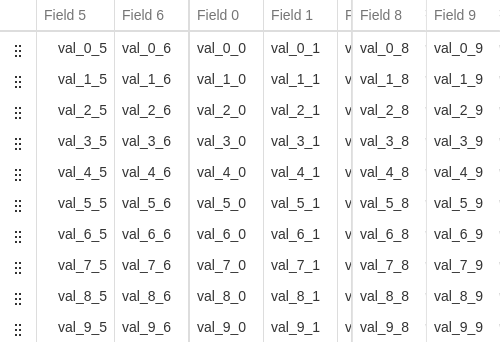 Field 5 Field 6 Field 0 Field 1 Field 8 Field 9
val_0_5 val_0_6 val_0_0 val_0_1 val_0_8 val_0_9
val_1_5 val_1_6 val_1_0 val_1_1 val_1_8 val_1_9
val_2_5 val_2_6 val_2_0 val_2_1 val_2_8 val_2_9
val_3_5 val_3_6 val_3_0 val_3_1 val_3_8 val_3_9
val_4_5 val_4_6 val_4_0 val_4_1 val_4_8 val_4_9
val_5_5 val_5_6 val_5_0 val_5_1 val_5_8 val_5_9
val_6_5 val_6_6 val_6_0 val_6_1 val_6_8 val_6_9
val_7_5 val_7_6 val_7_0 val_7_1 val_7_8 val_7_9
val_8_5 val_8_6 val_8_0 val_8_1 val_8_8 val_8_9
val_9_5 val_9_6 val_9_0 val_9_1 val_9_8 val_9_9